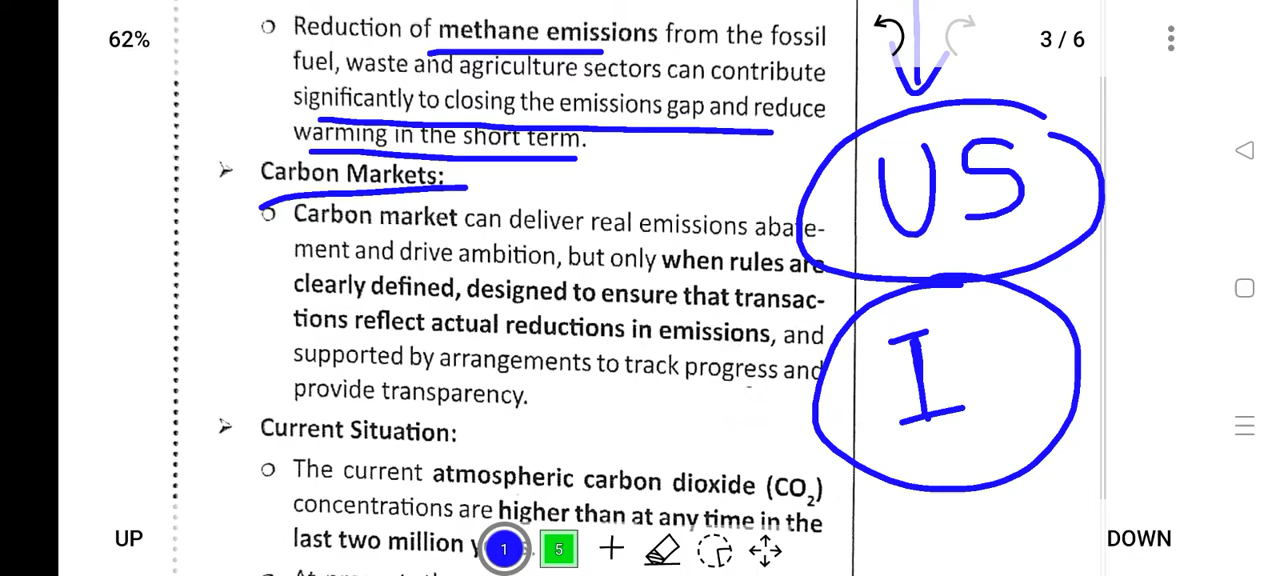 62%
3 / 6
○ Reduction of methane emissions from the fossil
fuel, waste and agriculture sectors can contribute
significantly to closing the emissions gap and reduce
warming in the short term.
➢ Carbon Markets:
○ Carbon market can deliver real emissions abate-
ment and drive ambition, but only when rules are
clearly defined, designed to ensure that transac-
tions reflect actual reductions in emissions, and
supported by arrangements to track progress and
provide transparency.
➢ Current Situation:
○ The current atmospheric carbon dioxide (CO₂)
concentrations are higher than at any time in the
last two million
US
I
UP
1
5
DOWN